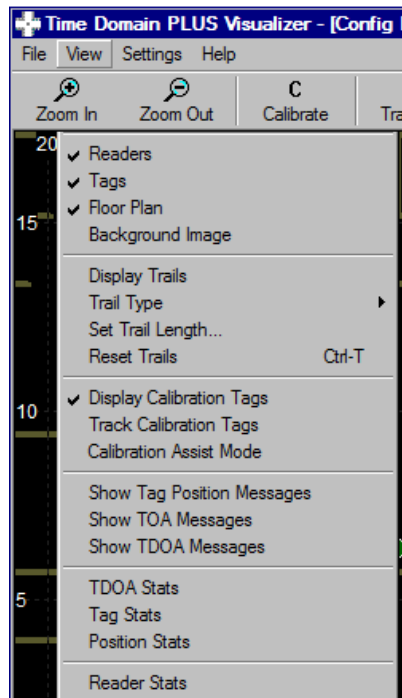 Time Domain PLUS Visualizer - [Config
File View Settings Help
Zoom In Zoom Out C Calibrate Tra
20
Readers
Tags
Floor Plan
15
Background Image
Display Trails
Trail Type
Set Trail Length...
Reset Trails Ctrl-T
Display Calibration Tags
10
Track Calibration Tags
Calibration Assist Mode
Show Tag Position Messages
Show TOA Messages
Show TDOA Messages
TDOA Stats
5
Tag Stats
Position Stats
Reader Stats